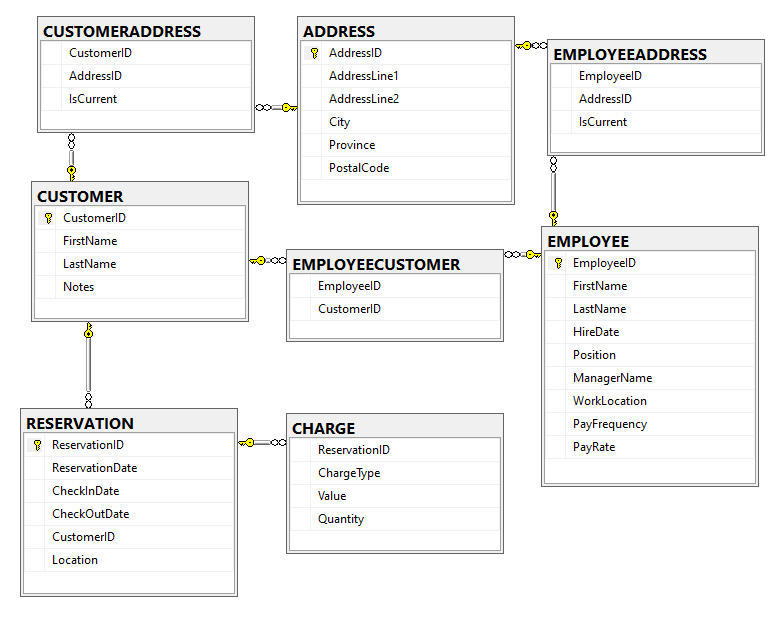 CUSTOMERADDRESS
CustomerID
AddressID
IsCurrent
ADDRESS
AddressID
AddressLine1
AddressLine2
City
Province
PostalCode
EMPLOYEEADDRESS
EmployeeID
AddressID
IsCurrent
CUSTOMER
CustomerID
FirstName
LastName
Notes
EMPLOYEECUSTOMER
EmployeeID
CustomerID
EMPLOYEE
EmployeeID
FirstName
LastName
HireDate
Position
ManagerName
WorkLocation
PayFrequency
PayRate
RESERVATION
ReservationID
ReservationDate
CheckInDate
CheckOutDate
CustomerID
Location
CHARGE
ReservationID
ChargeType
Value
Quantity